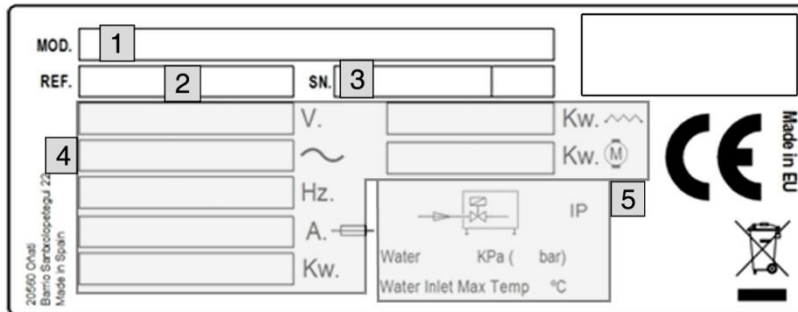 MOD. 1
REF. 2 SN. 3
V. Kw.
4 Kw. M
Hz.
A. IP 5
Kw.
Water KPa ( bar)
Water Inlet Max Temp ºC
CE
Made in EU
20560 Oñati
Barrio Santxolopetegui 22
Made in Spain